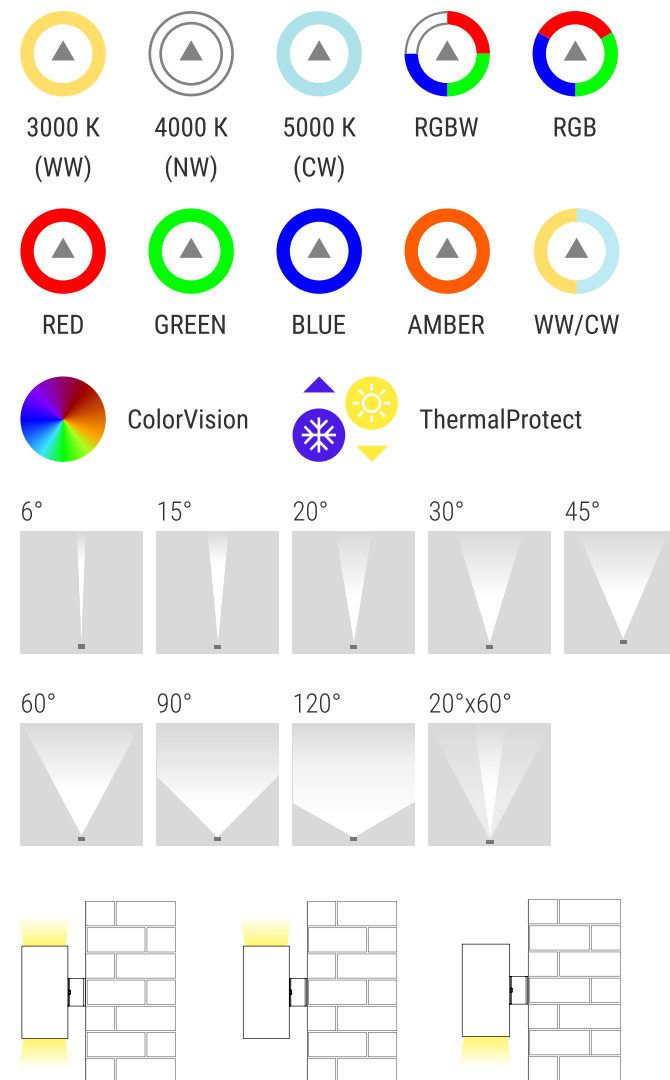 3000 K
(WW)
4000 K
(NW)
5000 K
(CW)
RGBW
RGB
RED
GREEN
BLUE
AMBER
WW/CW
ColorVision
ThermalProtect
6°
15°
20°
30°
45°
60°
90°
120°
20°x60°